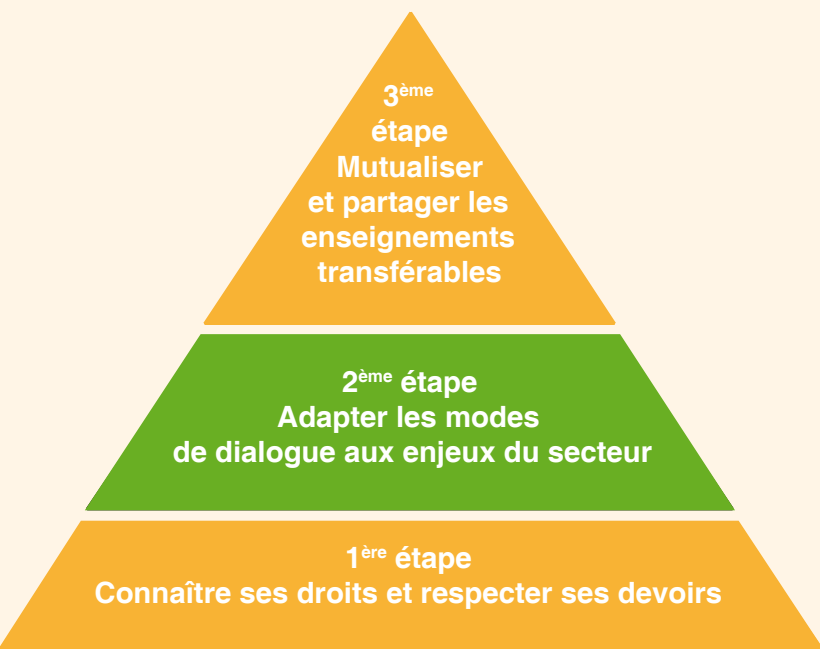 3ème
étape
Mutualiser
et partager les
enseignements
transférables
2ème étape
Adapter les modes
de dialogue aux enjeux du secteur
1ère étape
Connaître ses droits et respecter ses devoirs